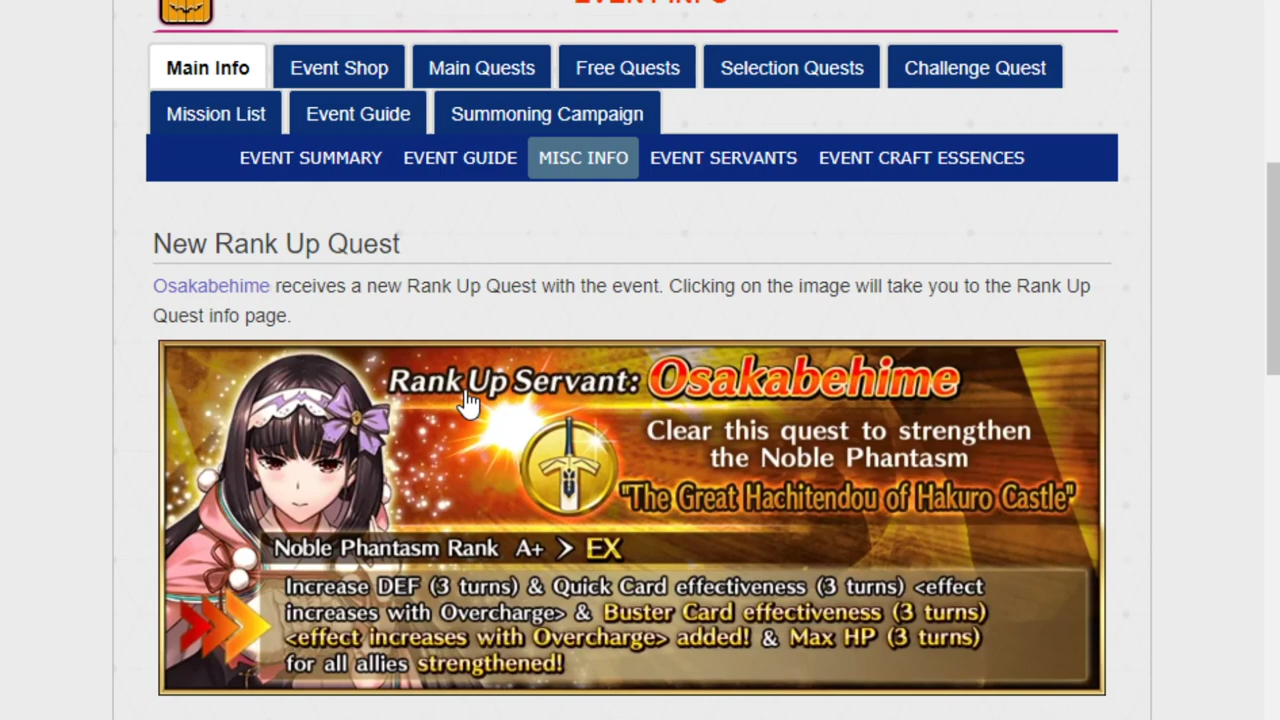 EVENT INFO
Main Info Event Shop Main Quests Free Quests Selection Quests Challenge Quest
Mission List Event Guide Summoning Campaign
EVENT SUMMARY EVENT GUIDE MISC INFO EVENT SERVANTS EVENT CRAFT ESSENCES
New Rank Up Quest
Osakabehime receives a new Rank Up Quest with the event. Clicking on the image will take you to the Rank Up
Quest info page.
Rank Up Servant: Osakabehime
Clear this quest to strengthen
the Noble Phantasm
"The Great Hachitendou of Hakuro Castle"
Noble Phantasm Rank A+ > EX
Increase DEF (3 turns) & Quick Card effectiveness (3 turns) <effect
increases with Overcharge> & Buster Card effectiveness (3 turns)
<effect increases with Overcharge> added! & Max HP (3 turns)
for all allies strengthened!